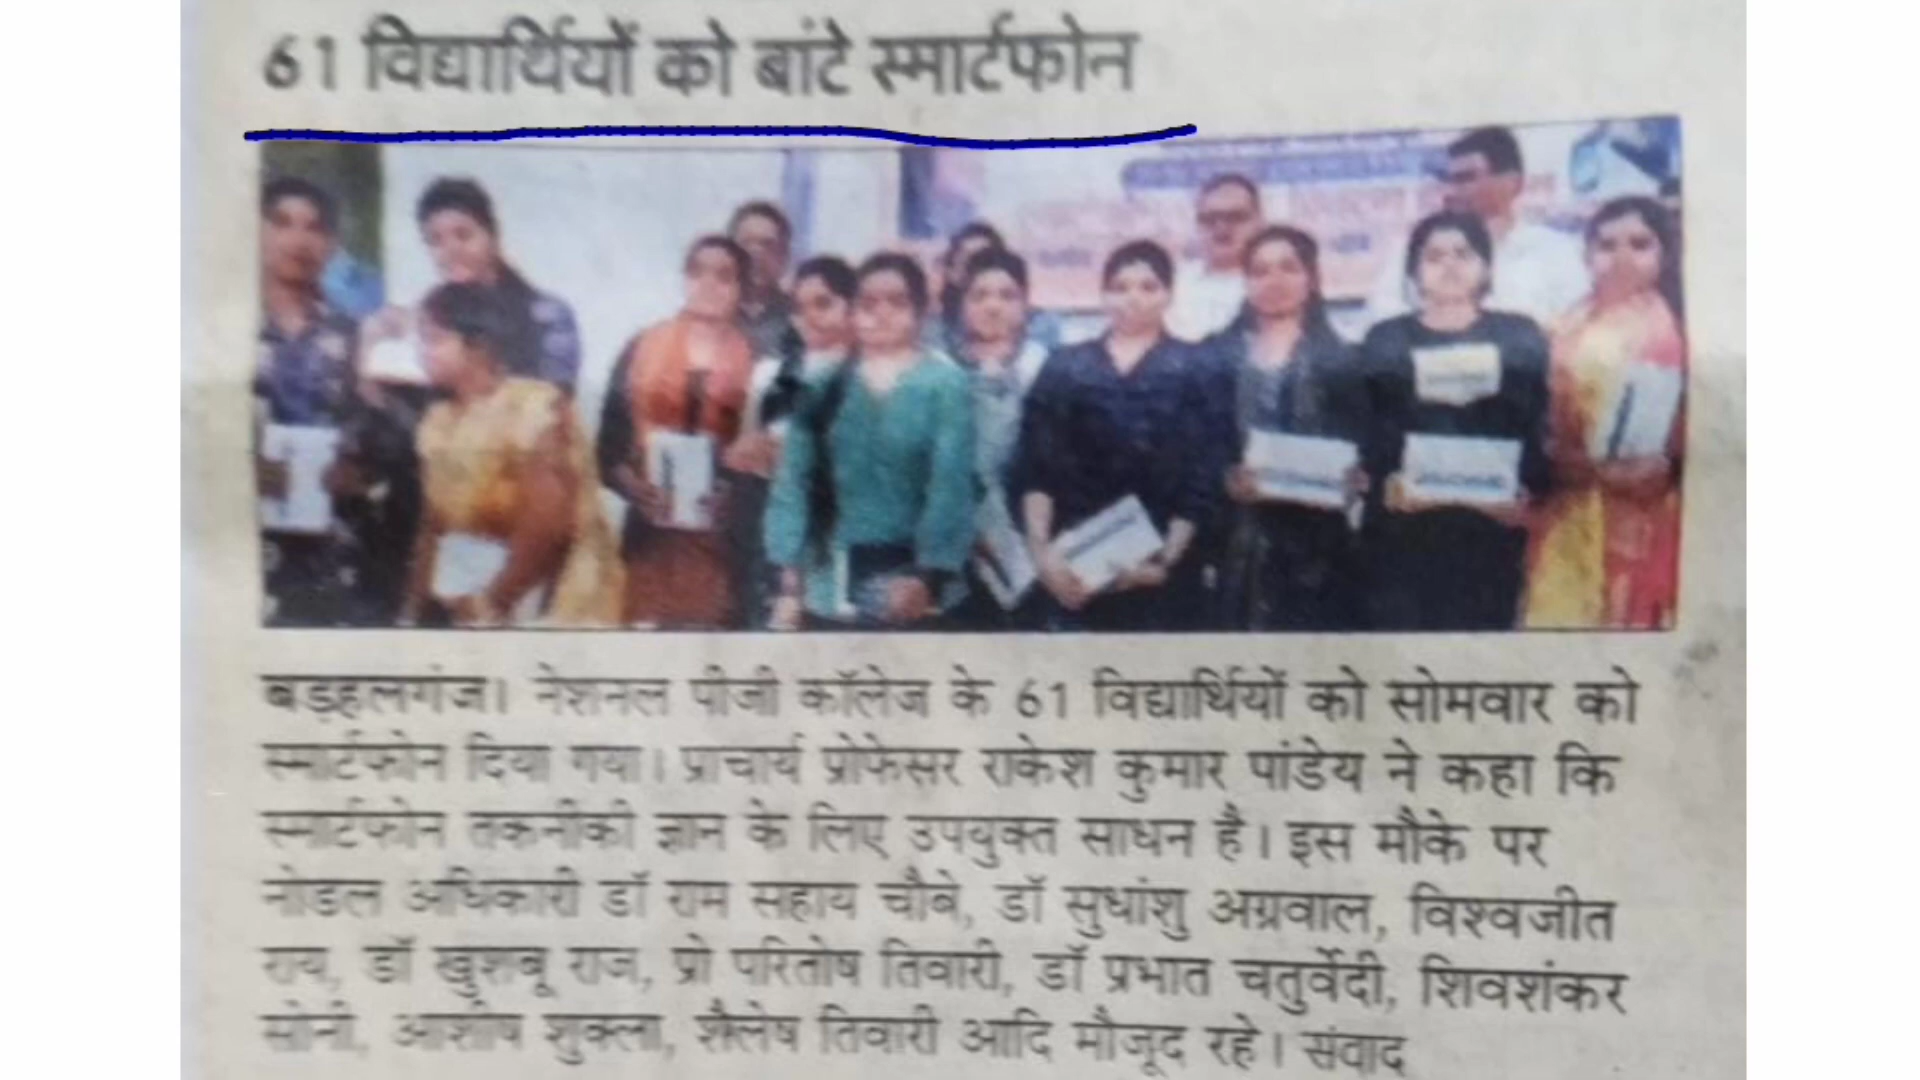 61 विद्यार्थियों को बांटे स्मार्टफोन
बड़हलगंज। नेशनल पीजी कॉलेज के 61 विद्यार्थियों को सोमवार को
स्मार्टफोन दिया गया। प्राचार्य प्रोफेसर राकेश कुमार पांडेय ने कहा कि
स्मार्टफोन तकनीकी ज्ञान के लिए उपयुक्त साधन है। इस मौके पर
नोडल अधिकारी डॉ राम सहाय चौबे, डॉ सुधांशु अग्रवाल, विश्वजीत
राय, डॉ खुशबू राज, प्रो परितोष तिवारी, डॉ प्रभात चतुर्वेदी, शिवशंकर
सोनी, आशीष शुक्ला, शैलेष तिवारी आदि मौजूद रहे। संवाद